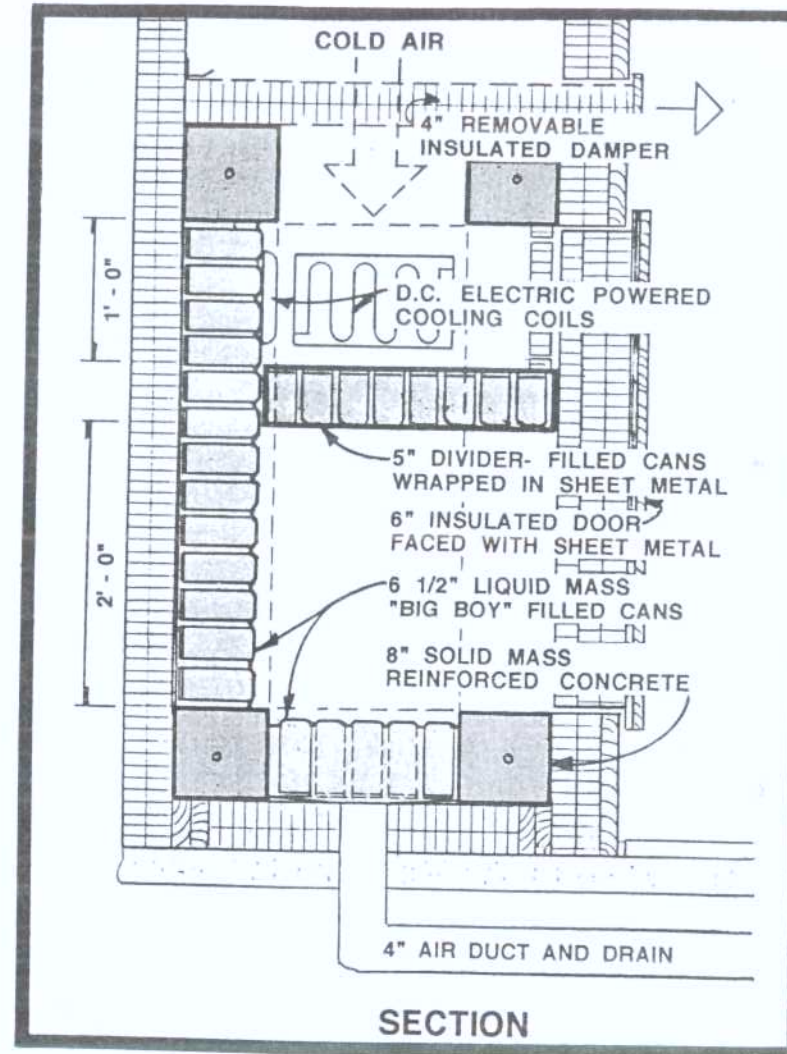 COLD AIR
4" REMOVABLE
INSULATED DAMPER
1' - 0"
D.C. ELECTRIC POWERED
COOLING COILS
5" DIVIDER- FILLED CANS
WRAPPED IN SHEET METAL
6" INSULATED DOOR
FACED WITH SHEET METAL
2' - 0"
6 1/2" LIQUID MASS
"BIG BOY" FILLED CANS
8" SOLID MASS
REINFORCED CONCRETE
4" AIR DUCT AND DRAIN
SECTION